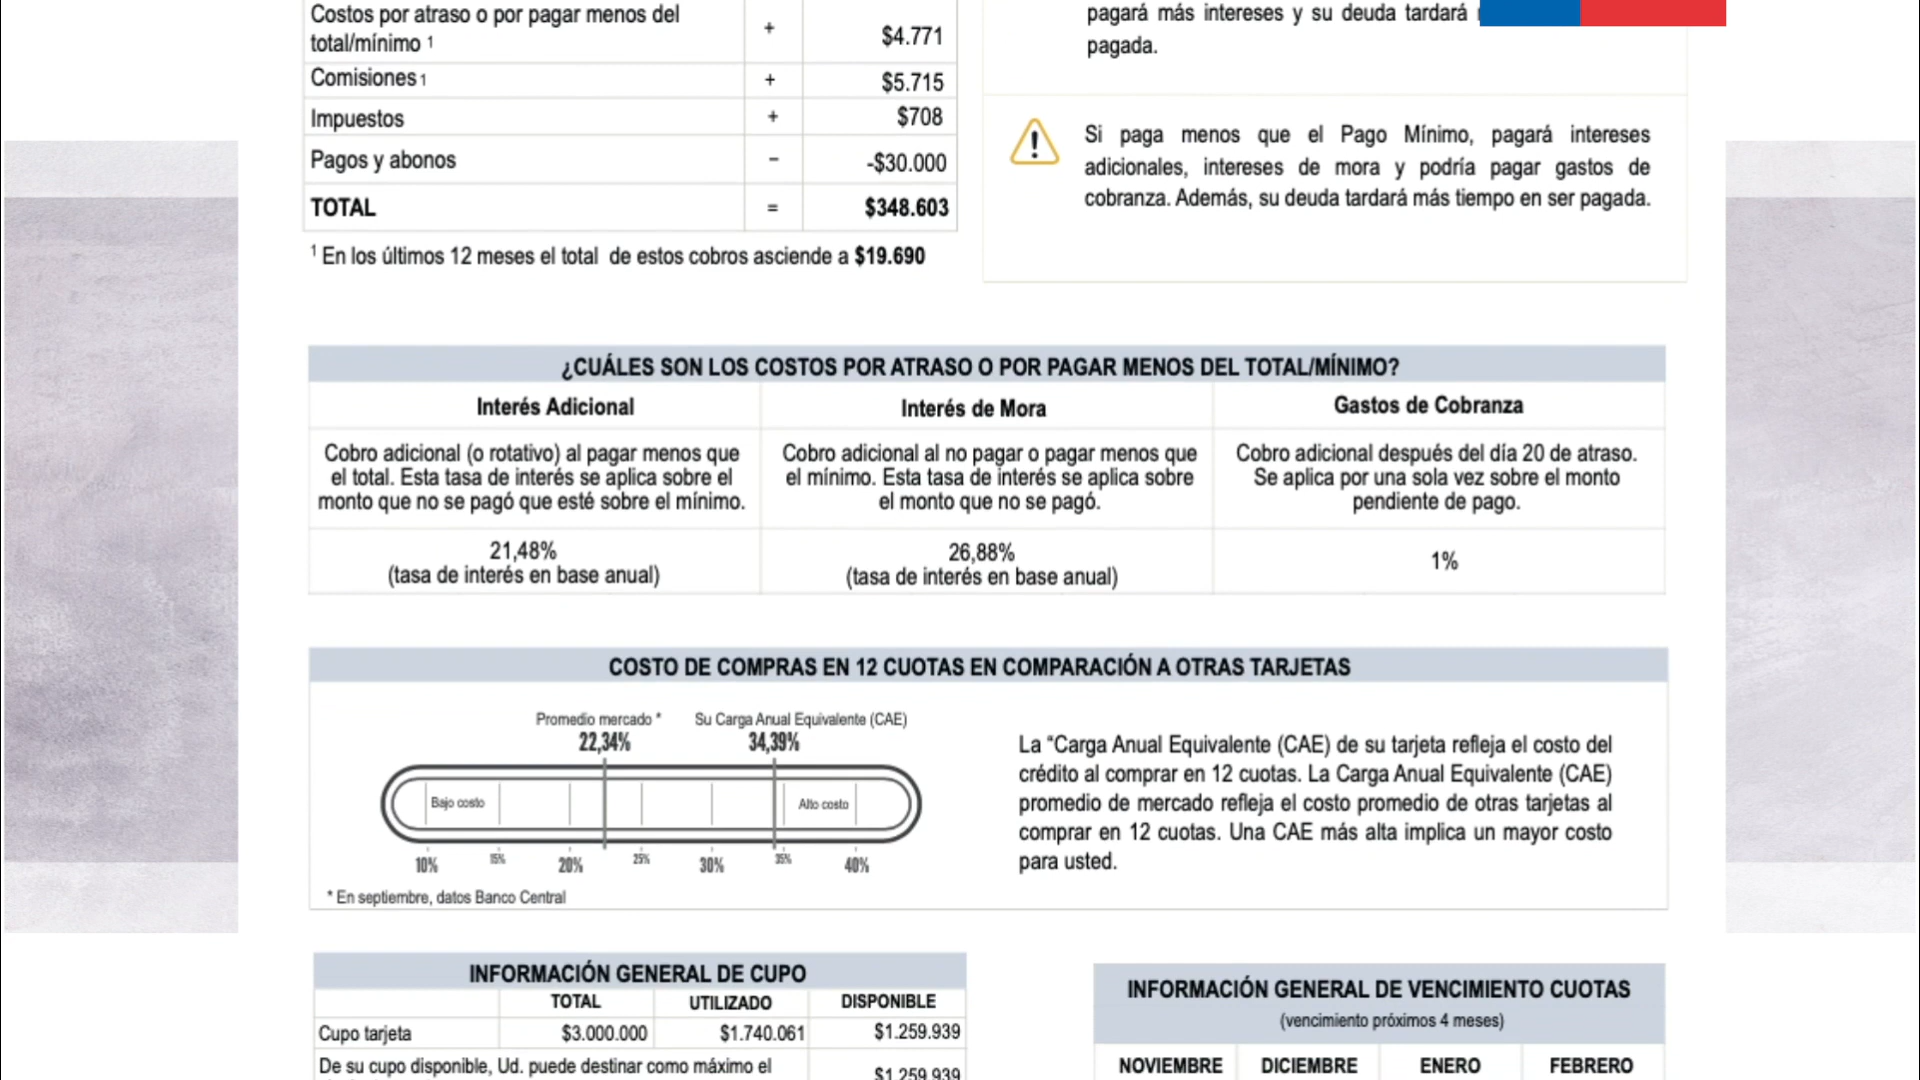 Costos por atraso o por pagar menos del
total/mínimo ¹ + $4.771
Comisiones ¹ + $5.715
Impuestos + $708
Pagos y abonos − -$30.000
TOTAL = $348.603
¹ En los últimos 12 meses el total de estos cobros asciende a $19.690
pagará más intereses y su deuda tardará
pagada.
Si paga menos que el Pago Mínimo, pagará intereses
adicionales, intereses de mora y podría pagar gastos de
cobranza. Además, su deuda tardará más tiempo en ser pagada.
¿CUÁLES SON LOS COSTOS POR ATRASO O POR PAGAR MENOS DEL TOTAL/MÍNIMO?
Interés Adicional
Cobro adicional (o rotativo) al pagar menos que
el total. Esta tasa de interés se aplica sobre el
monto que no se pagó que esté sobre el mínimo.
21,48%
(tasa de interés en base anual)
Interés de Mora
Cobro adicional al no pagar o pagar menos que
el mínimo. Esta tasa de interés se aplica sobre
el monto que no se pagó.
26,88%
(tasa de interés en base anual)
Gastos de Cobranza
Cobro adicional después del día 20 de atraso.
Se aplica por una sola vez sobre el monto
pendiente de pago.
1%
COSTO DE COMPRAS EN 12 CUOTAS EN COMPARACIÓN A OTRAS TARJETAS
Promedio mercado * Su Carga Anual Equivalente (CAE)
22,34% 34,39%
Bajo costo Alto costo
10% 15% 20% 25% 30% 35% 40%
* En septiembre, datos Banco Central
La “Carga Anual Equivalente (CAE) de su tarjeta refleja el costo del
crédito al comprar en 12 cuotas. La Carga Anual Equivalente (CAE)
promedio de mercado refleja el costo promedio de otras tarjetas al
comprar en 12 cuotas. Una CAE más alta implica un mayor costo
para usted.
INFORMACIÓN GENERAL DE CUPO
TOTAL UTILIZADO DISPONIBLE
Cupo tarjeta $3.000.000 $1.740.061 $1.259.939
De su cupo disponible, Ud. puede destinar como máximo el
$1.259.939
INFORMACIÓN GENERAL DE VENCIMIENTO CUOTAS
(vencimiento próximos 4 meses)
NOVIEMBRE DICIEMBRE ENERO FEBRERO